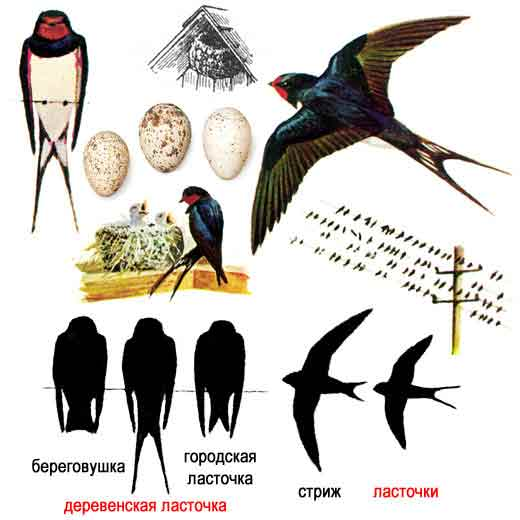 береговушка
городская
ласточка
деревенская ласточка
стриж
ласточки